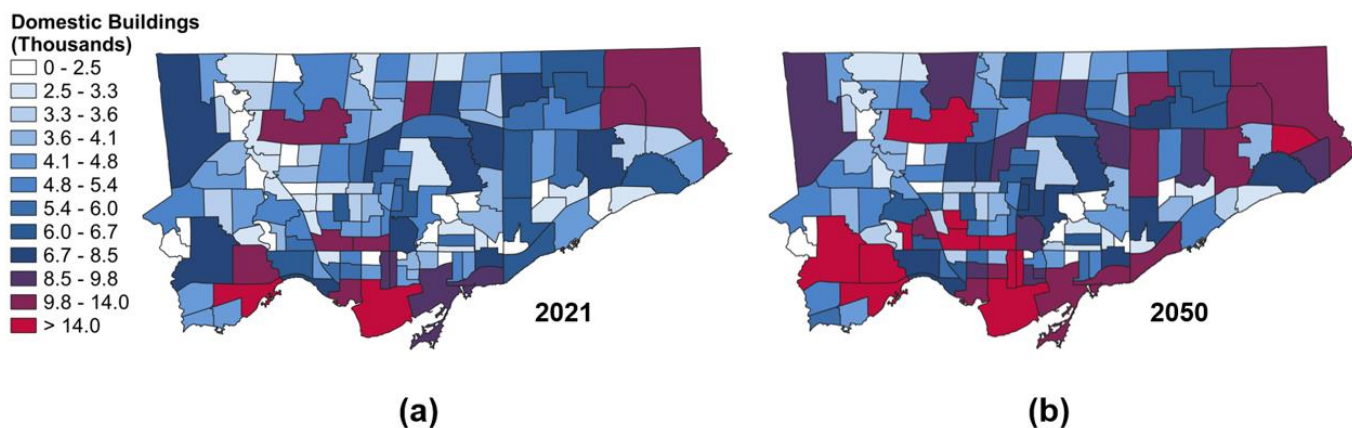 Domestic Buildings
(Thousands)
0 - 2.5
2.5 - 3.3
3.3 - 3.6
3.6 - 4.1
4.1 - 4.8
4.8 - 5.4
5.4 - 6.0
6.0 - 6.7
6.7 - 8.5
8.5 - 9.8
9.8 - 14.0
> 14.0
2021
2050
(a)
(b)